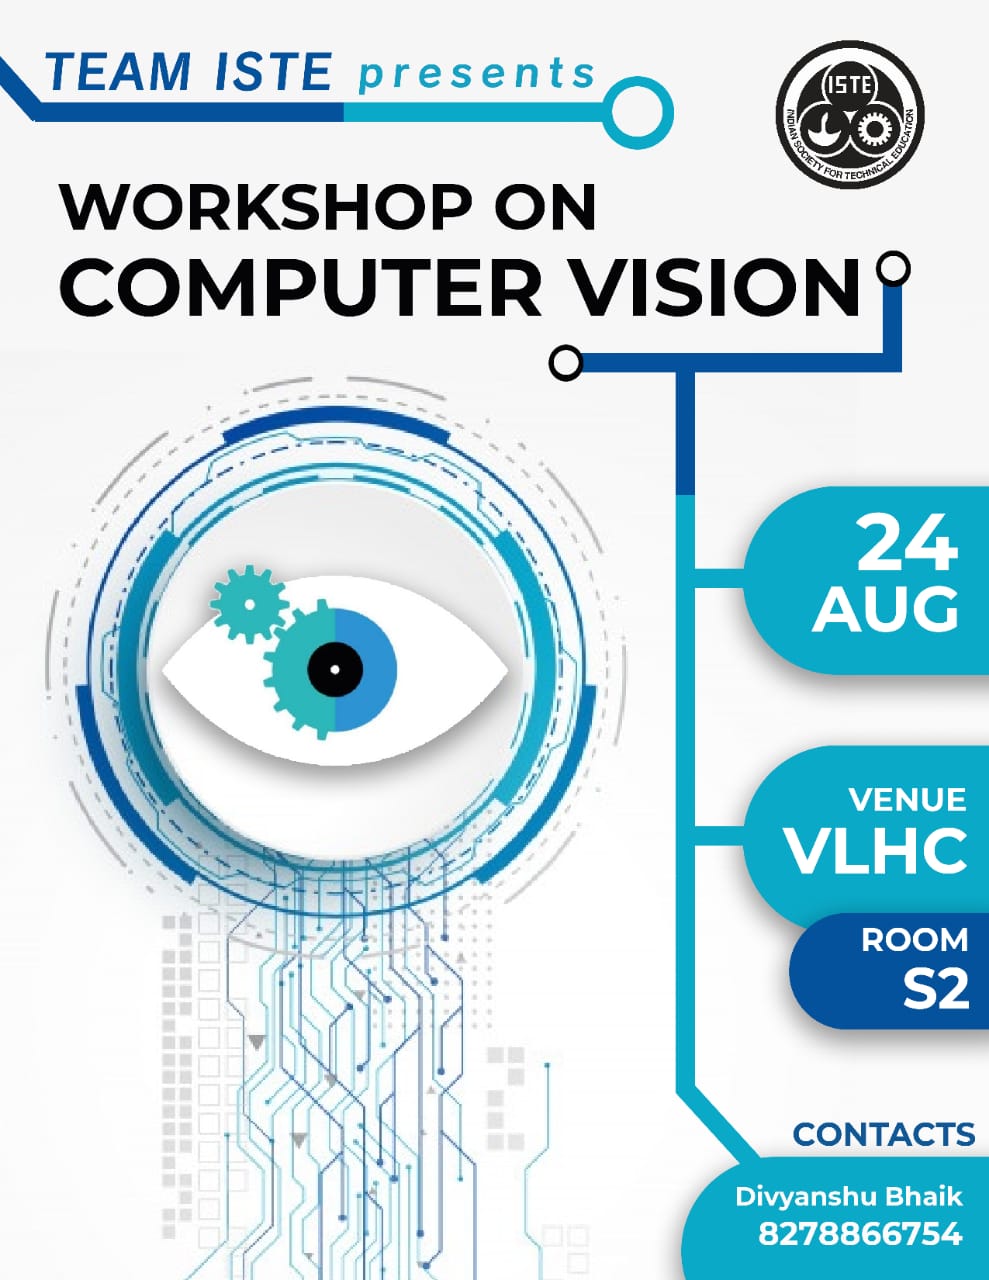 TEAM ISTE presents
ISTE
INDIAN SOCIETY FOR TECHNICAL EDUCATION
WORKSHOP ON
COMPUTER VISION
24
AUG
VENUE
VLHC
ROOM
S2
CONTACTS
Divyanshu Bhaik
8278866754